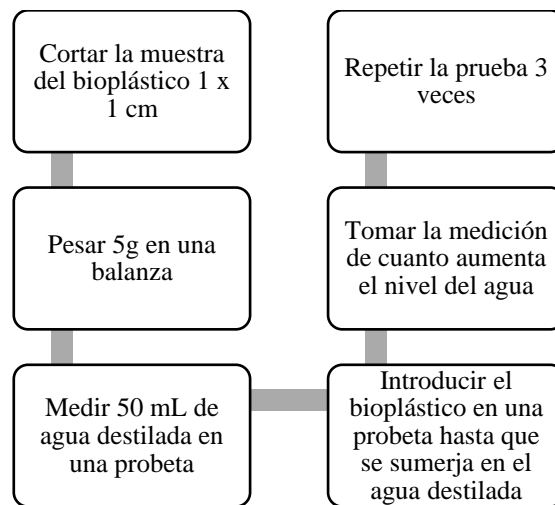 Cortar la muestra
del bioplástico 1 x
1 cm
Pesar 5g en una
balanza
Medir 50 mL de
agua destilada en
una probeta
Introducir el
bioplástico en una
probeta hasta que
se sumerja en el
agua destilada
Tomar la medición
de cuanto aumenta
el nivel del agua
Repetir la prueba 3
veces